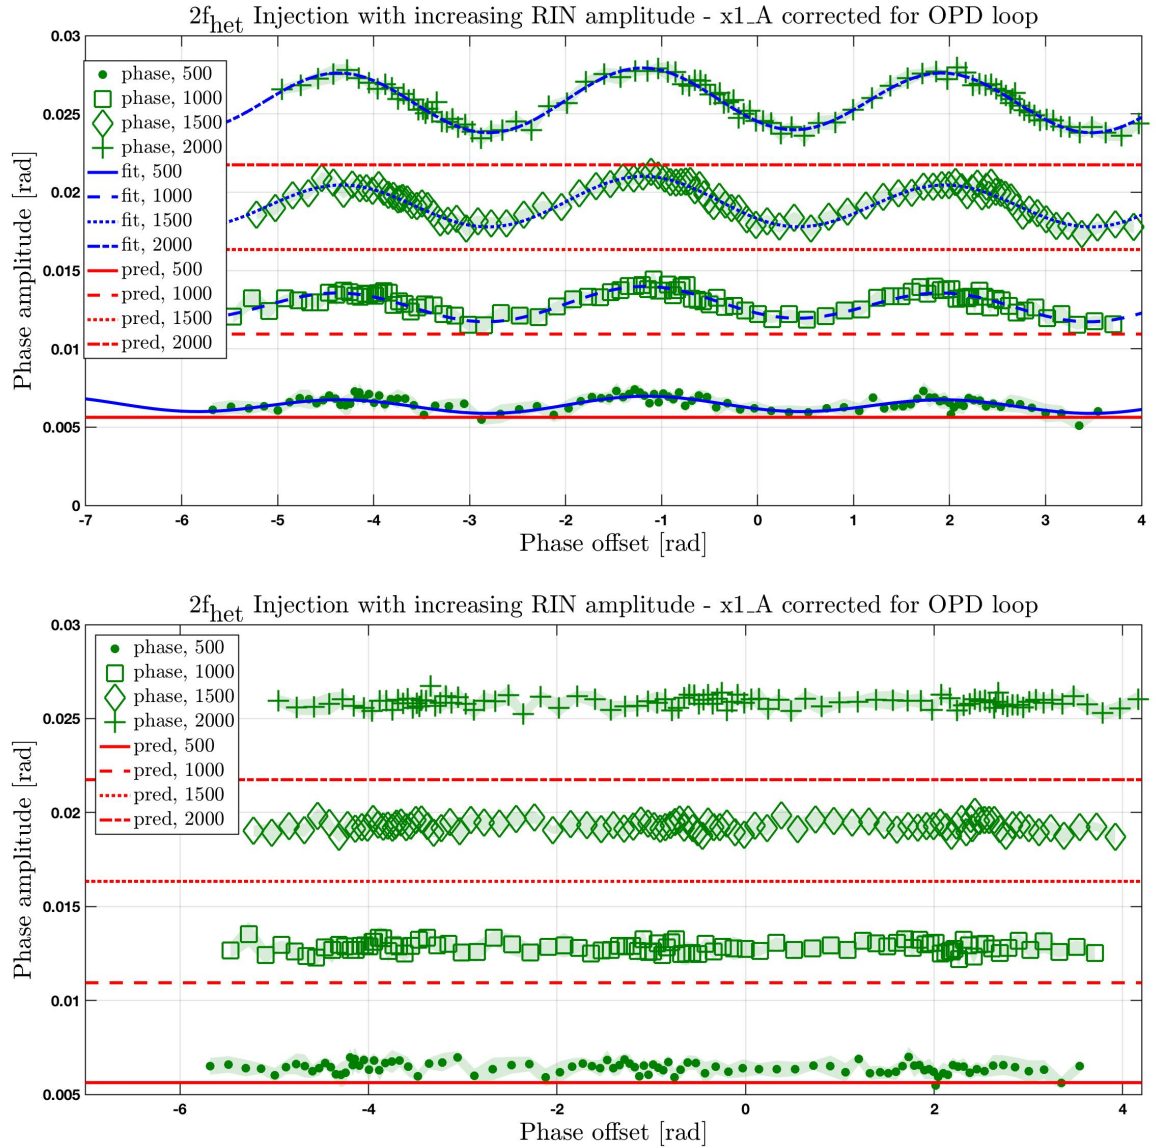 2f_het Injection with increasing RIN amplitude - x1_A corrected for OPD loop
Phase amplitude [rad]
0.03
0.025
0.02
0.015
0.01
0.005
0
phase, 500
phase, 1000
phase, 1500
phase, 2000
fit, 500
fit, 1000
fit, 1500
fit, 2000
pred, 500
pred, 1000
pred, 1500
pred, 2000
-7 -6 -5 -4 -3 -2 -1 0 1 2 3 4
Phase offset [rad]
2f_het Injection with increasing RIN amplitude - x1_A corrected for OPD loop
Phase amplitude [rad]
0.03
0.025
0.02
0.015
0.01
0.005
phase, 500
phase, 1000
phase, 1500
phase, 2000
pred, 500
pred, 1000
pred, 1500
pred, 2000
-6 -4 -2 0 2 4
Phase offset [rad]